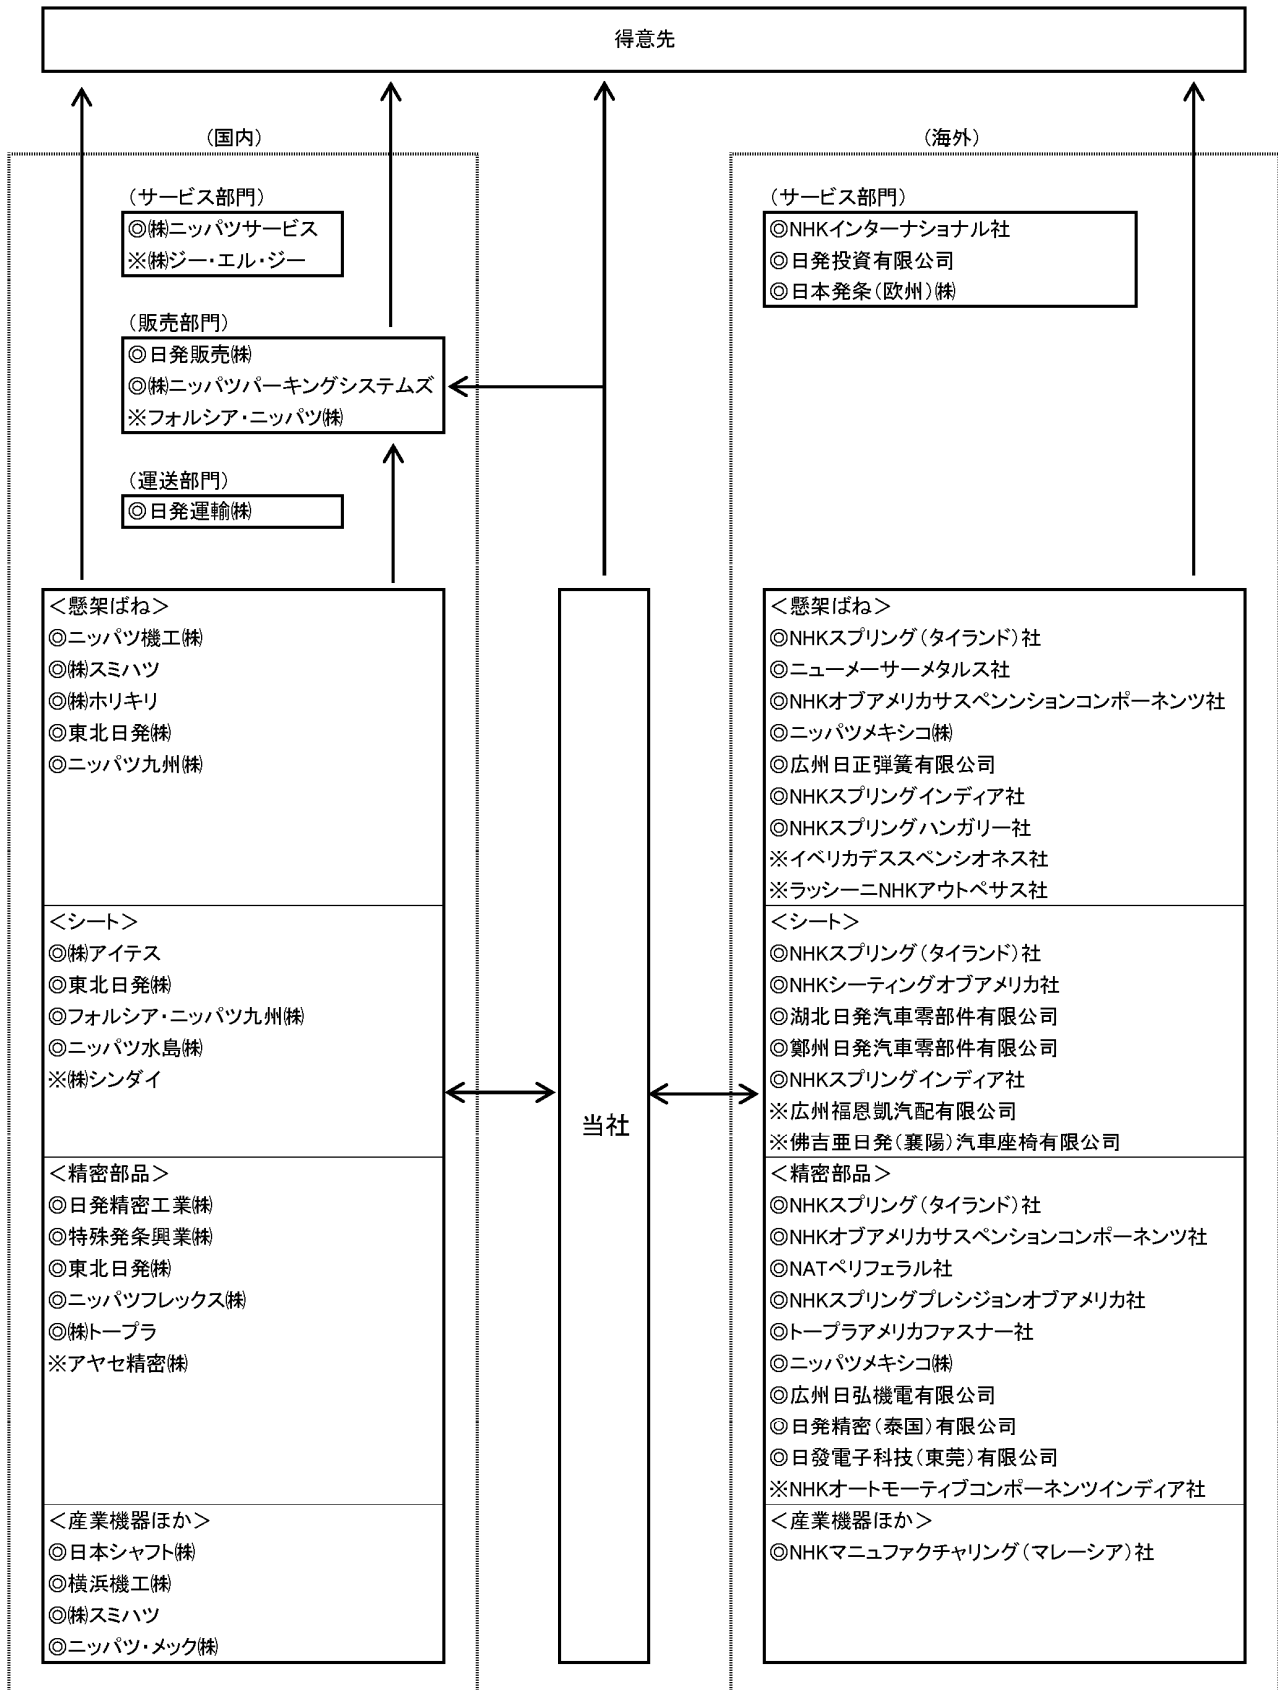 得意先
（国内）
（サービス部門）
◎㈱ニッパツサービス
※㈱ジー・エル・ジー
（販売部門）
◎日発販売㈱
◎㈱ニッパツパーキングシステムズ
※フォルシア・ニッパツ㈱
（運送部門）
◎日発運輸㈱
＜懸架ばね＞
◎ニッパツ機工㈱
◎㈱スミハツ
◎㈱ホリキリ
◎東北日発㈱
◎ニッパツ九州㈱
＜シート＞
◎㈱アイテス
◎東北日発㈱
◎フォルシア・ニッパツ九州㈱
◎ニッパツ水島㈱
※㈱シンダイ
＜精密部品＞
◎日発精密工業㈱
◎特殊発条興業㈱
◎東北日発㈱
◎ニッパツフレックス㈱
◎㈱トープラ
※アヤセ精密㈱
＜産業機器ほか＞
◎日本シャフト㈱
◎横浜機工㈱
◎㈱スミハツ
◎ニッパツ・メック㈱
当社
（海外）
（サービス部門）
◎NHKインターナショナル社
◎日発投資有限公司
◎日本発条（欧州）㈱
＜懸架ばね＞
◎NHKスプリング（タイランド）社
◎ニューメーサーメタルス社
◎NHKオブアメリカサスペンンションコンポーネンツ社
◎ニッパツメキシコ㈱
◎広州日正弾簧有限公司
◎NHKスプリングインディア社
◎NHKスプリングハンガリー社
※イベリカデススペンシオネス社
※ラッシーニNHKアウトペサス社
＜シート＞
◎NHKスプリング（タイランド）社
◎NHKシーティングオブアメリカ社
◎湖北日発汽車零部件有限公司
◎鄭州日発汽車零部件有限公司
◎NHKスプリングインディア社
※広州福恩凱汽配有限公司
※佛吉亜日発（襄陽）汽車座椅有限公司
＜精密部品＞
◎NHKスプリング（タイランド）社
◎NHKオブアメリカサスペンションコンポーネンツ社
◎NATペリフェラル社
◎NHKスプリングプレシジョンオブアメリカ社
◎トープラアメリカファスナー社
◎ニッパツメキシコ㈱
◎広州日弘機電有限公司
◎日発精密（泰国）有限公司
◎日發電子科技（東莞）有限公司
※NHKオートモーティブコンポーネンツインディア社
＜産業機器ほか＞
◎NHKマニュファクチャリング（マレーシア）社